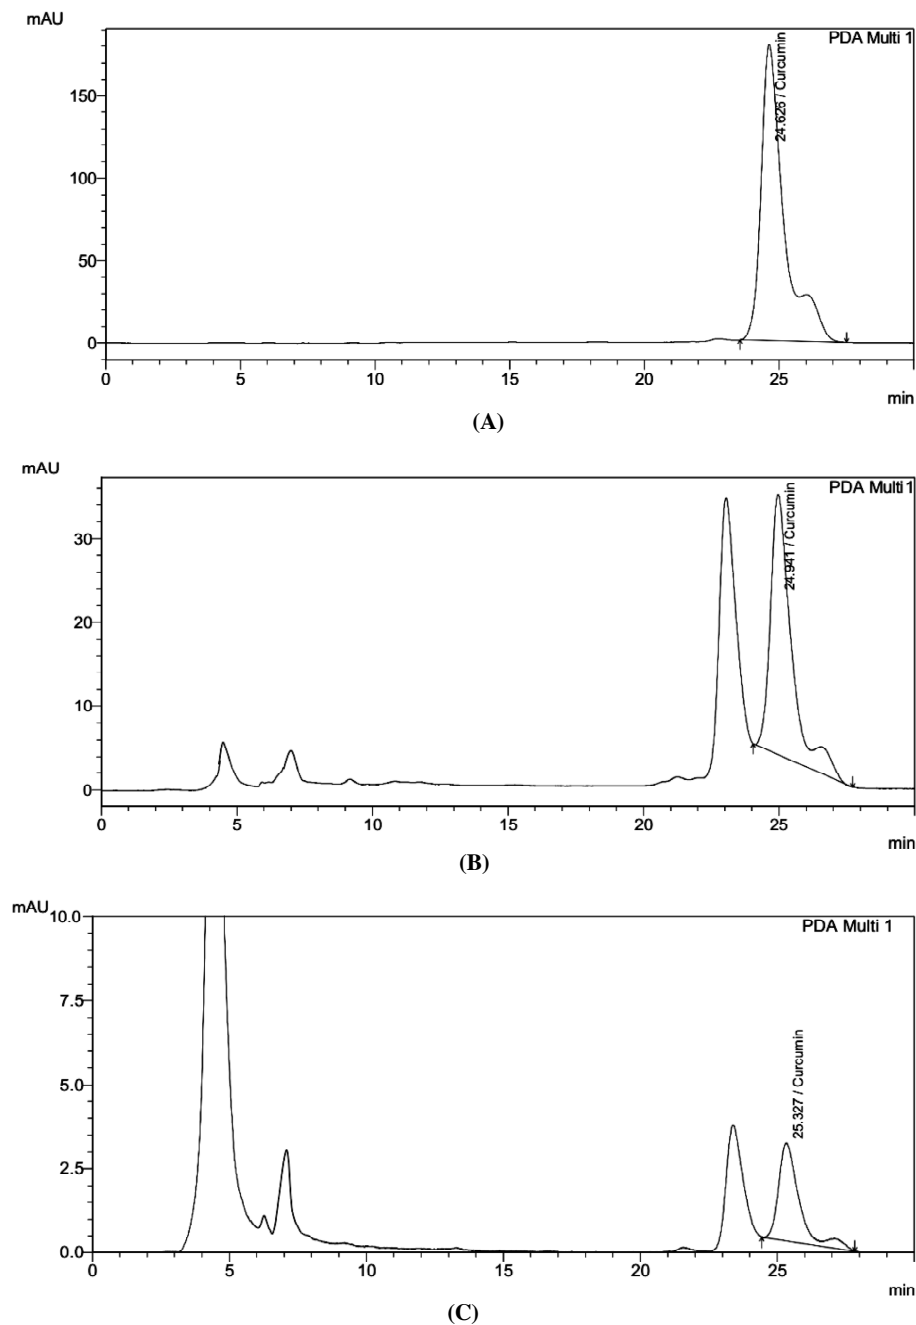 mAU
PDA Multi 1
24.626 / Curcumin
150
100
50
0
0 5 10 15 20 25
min
(A)
mAU
PDA Multi 1
24.941 / Curcumin
30
20
10
0
0 5 10 15 20 25
min
(B)
mAU
10.0
PDA Multi 1
7.5
25.327 / Curcumin
5.0
2.5
0.0
0 5 10 15 20 25
min
(C)